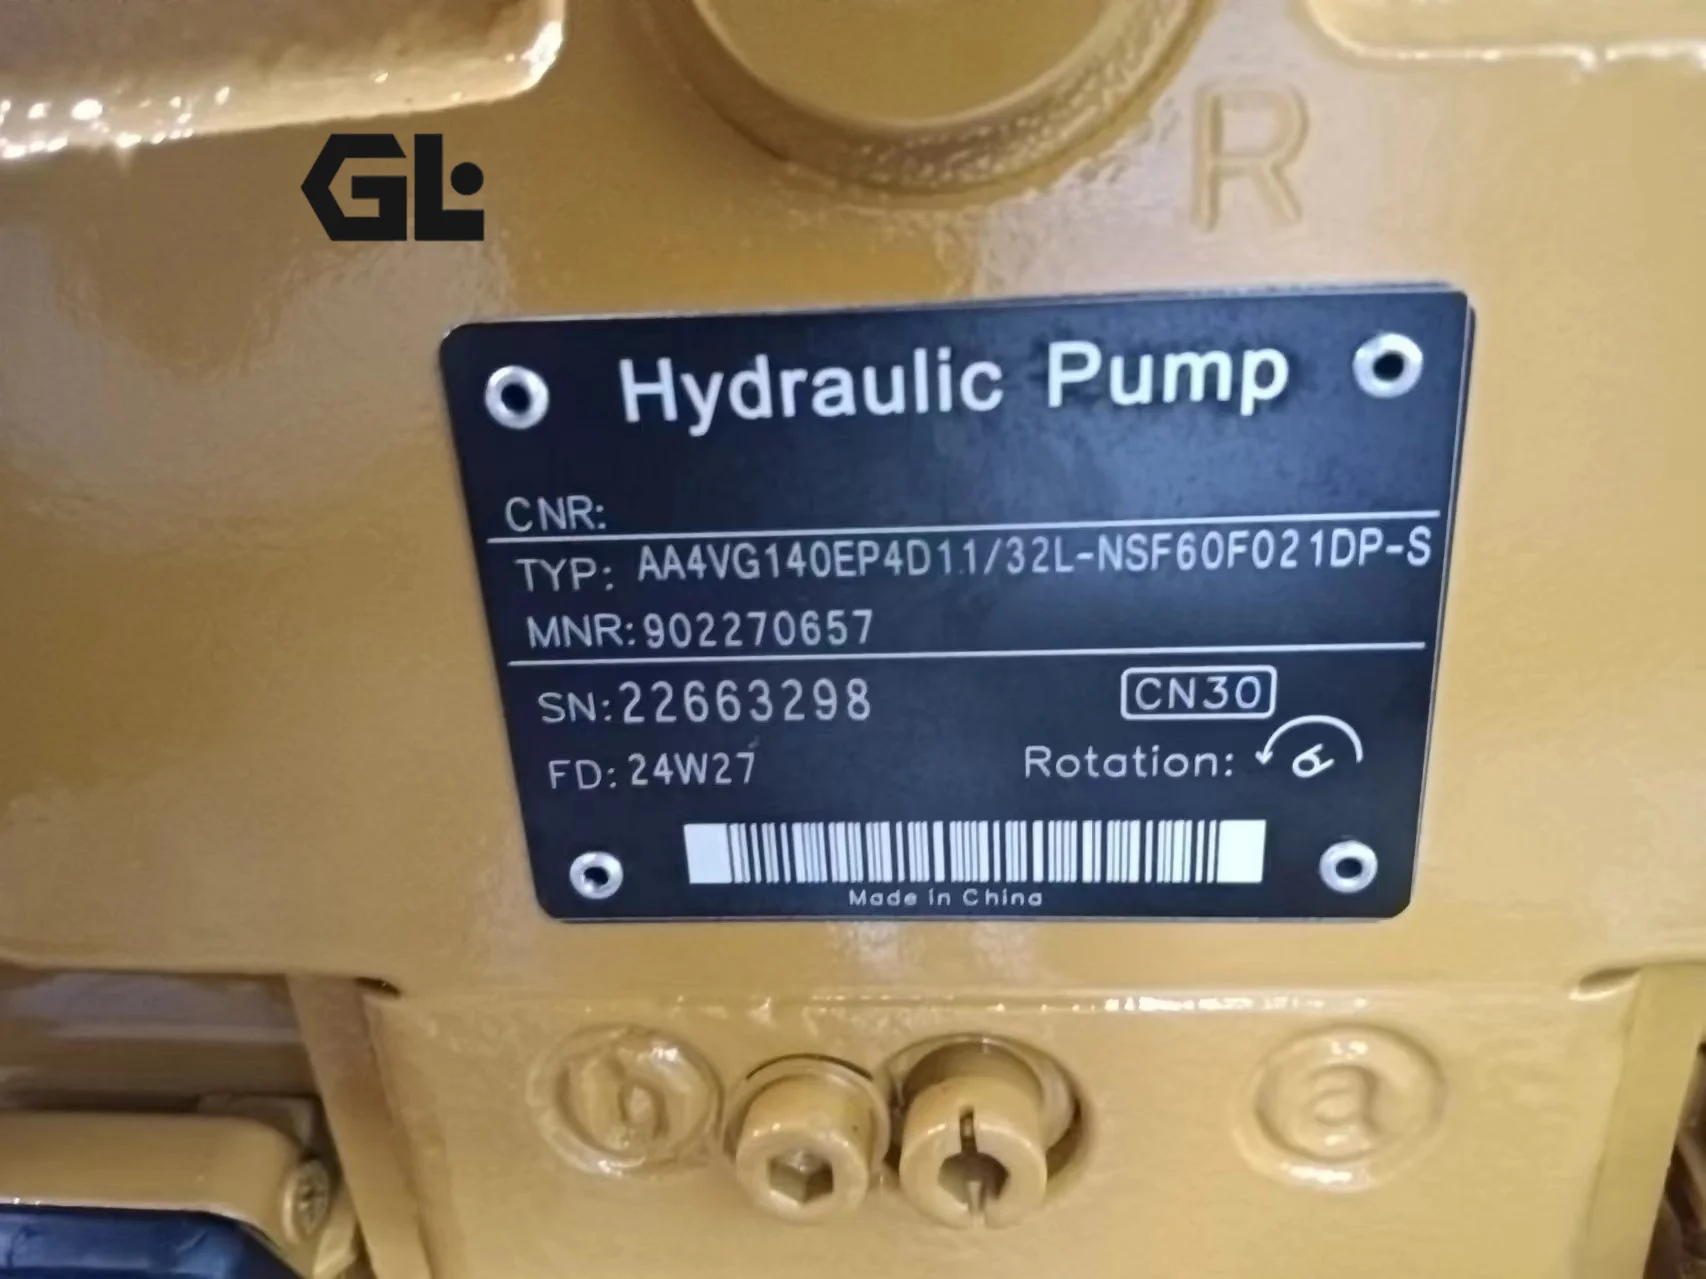 R
GL
Hydraulic Pump
CNR:
TYP: AA4VG140EP4D11/32L-NSF60F021DP-S
MNR:902270657
SN:22663298
CN30
FD: 24W27
Rotation:
Made in China
b
a